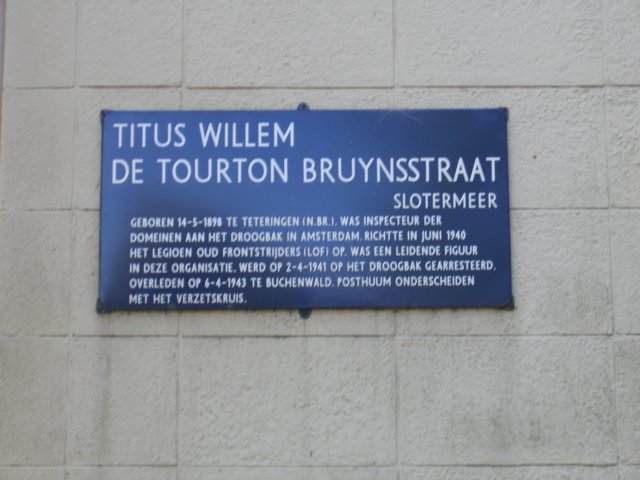 TITUS WILLEM
DE TOURTON BRUYNSSTRAAT
SLOTERMEER
GEBOREN 14-5-1898 TE TETERINGEN (N.BR.). WAS INSPECTEUR DER
DOMEINEN AAN HET DROOGBAK IN AMSTERDAM. RICHTTE IN JUNI 1940
HET LEGIOEN OUD FRONTSTRIJDERS (LOF) OP. WAS EEN LEIDENDE FIGUUR
IN DEZE ORGANISATIE. WERD OP 2-4-1941 OP HET DROOGBAK GEARRESTEERD.
OVERLEDEN OP 6-4-1943 TE BUCHENWALD. POSTHUUM ONDERSCHEIDEN
MET HET VERZETSKRUIS.